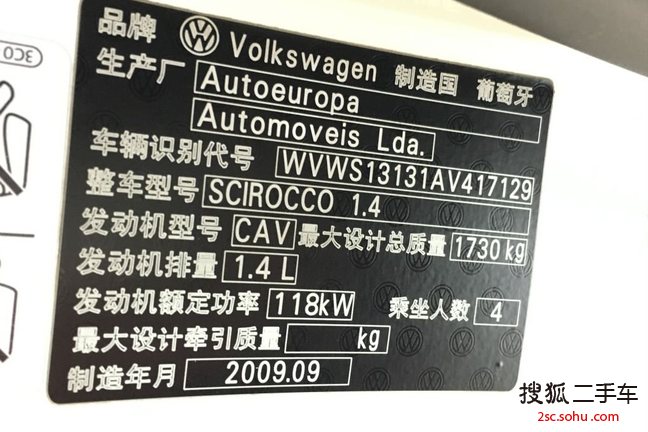 3C0
品牌 Volkswagen 制造国 葡萄牙
生产厂 Autoeuropa
Automoveis Lda.
车辆识别代号 WVWS13131AV417129
整车型号 SCIROCCO 1.4
发动机型号 CAV 最大设计总质量 1730 kg
发动机排量 1.4 L
发动机额定功率 118kW 乘坐人数 4
最大设计牵引质量 kg
制造年月 2009.09
搜狐二手车
2sc.sohu.com